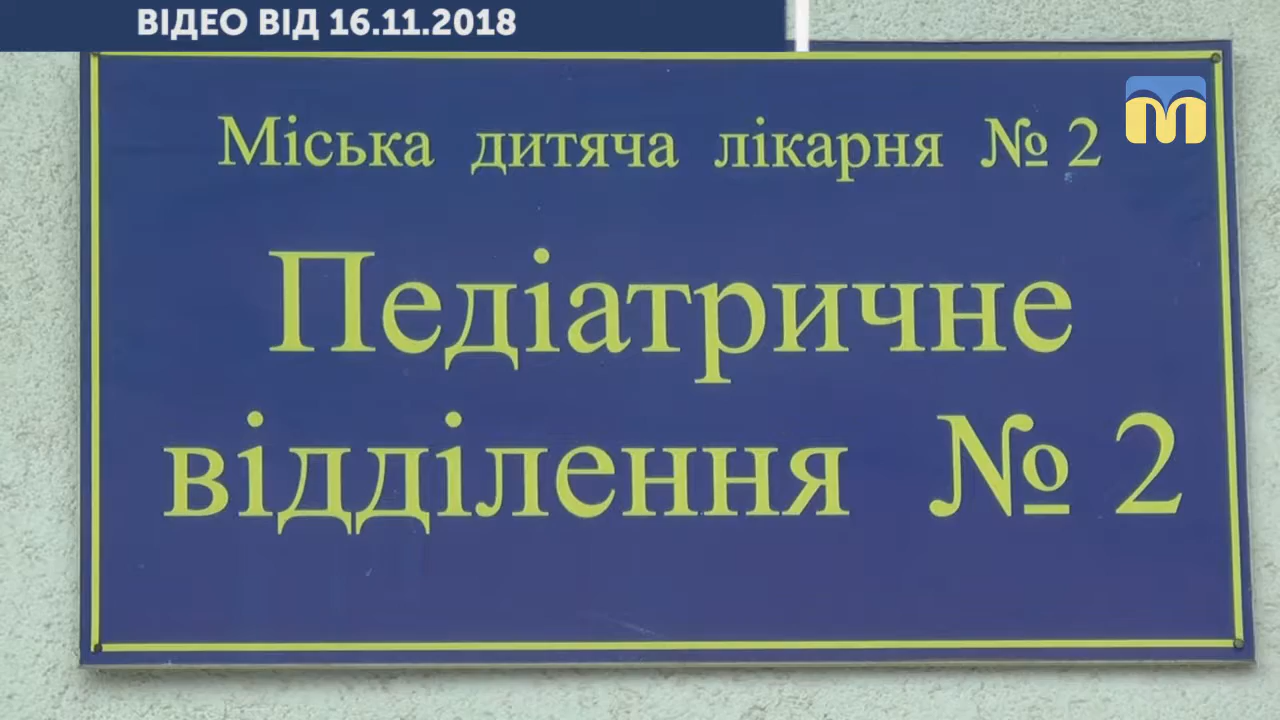 ВІДЕО ВІД 16.11.2018
Міська дитяча лікарня № 2
Педіатричне
відділення № 2